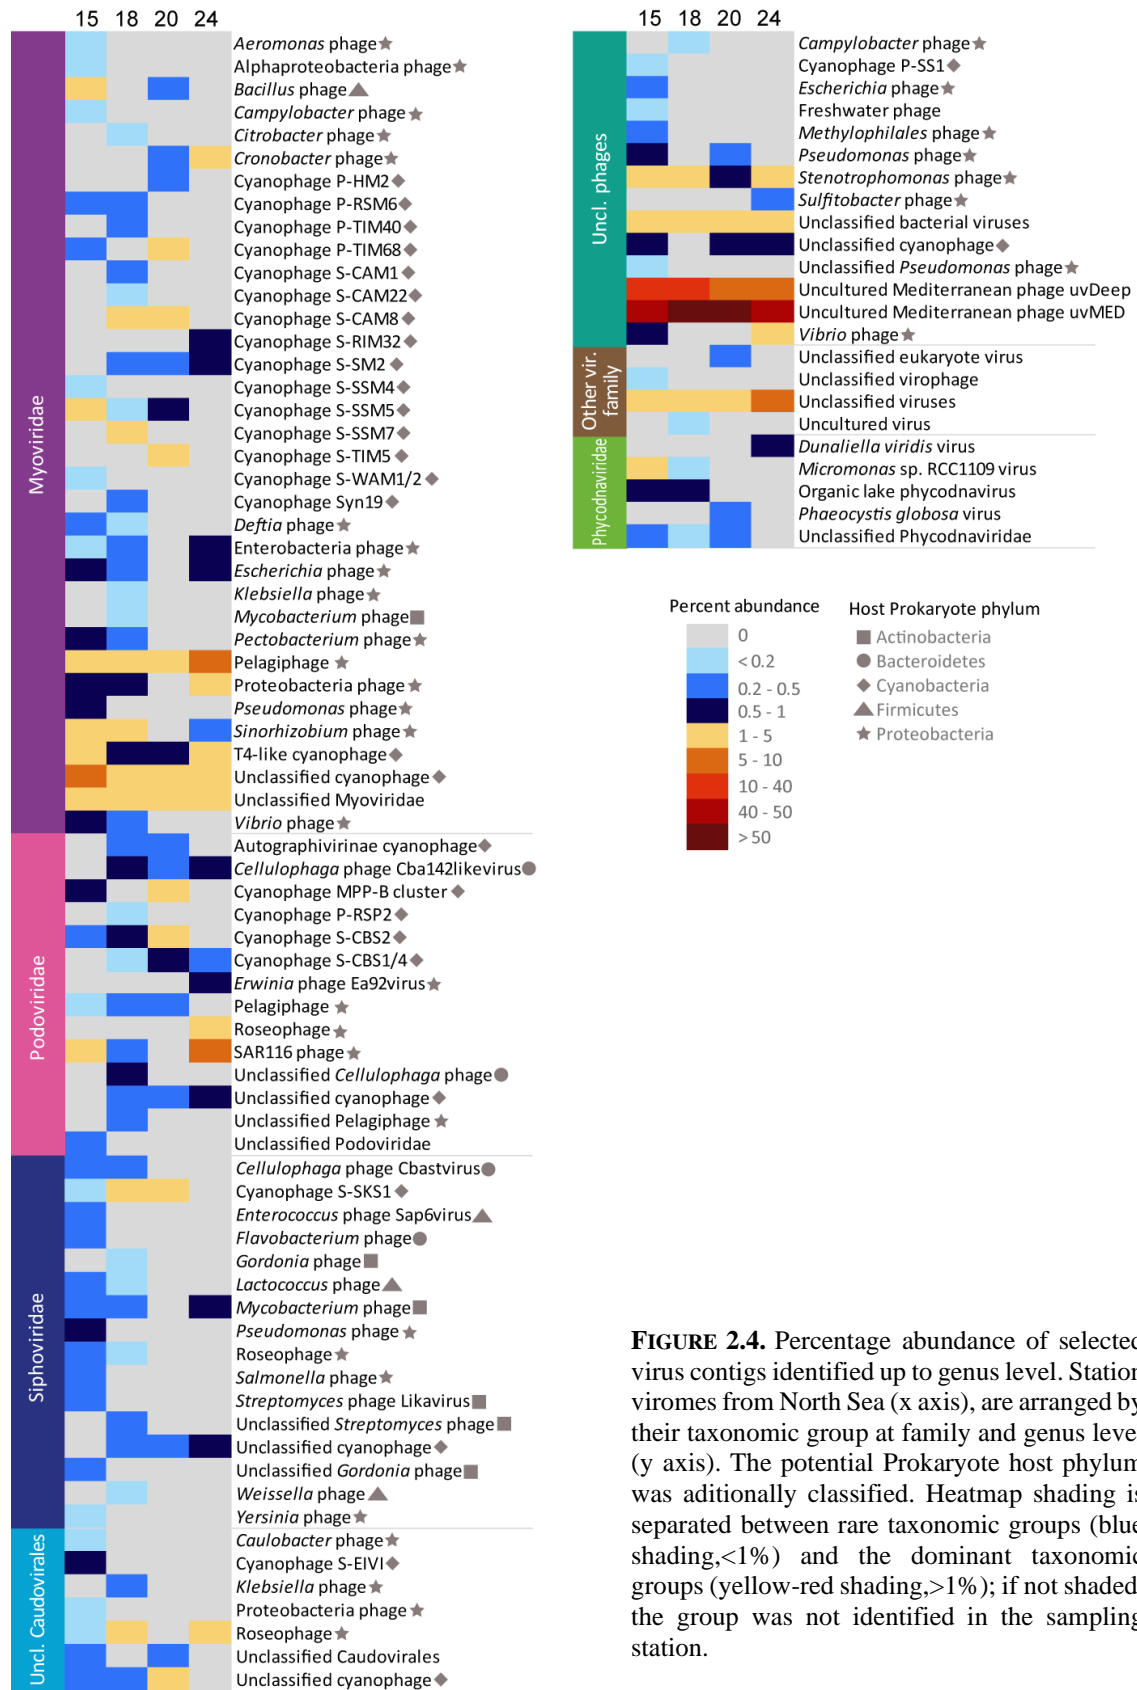 15 18 20 24
Myoviridae
Aeromonas phage
Alphaproteobacteria phage
Bacillus phage
Campylobacter phage
Citrobacter phage
Cronobacter phage
Cyanophage P-HM2
Cyanophage P-RSM6
Cyanophage P-TIM40
Cyanophage P-TIM68
Cyanophage S-CAM1
Cyanophage S-CAM22
Cyanophage S-CAM8
Cyanophage S-RIM32
Cyanophage S-SM2
Cyanophage S-SSM4
Cyanophage S-SSM5
Cyanophage S-SSM7
Cyanophage S-TIM5
Cyanophage S-WAM1/2
Cyanophage Syn19
Deftia phage
Enterobacteria phage
Escherichia phage
Klebsiella phage
Mycobacterium phage
Pectobacterium phage
Pelagiphage
Proteobacteria phage
Pseudomonas phage
Sinorhizobium phage
T4-like cyanophage
Unclassified cyanophage
Unclassified Myoviridae
Vibrio phage
Podoviridae
Autographivirinae cyanophage
Cellulophaga phage Cba142likevirus
Cyanophage MPP-B cluster
Cyanophage P-RSP2
Cyanophage S-CBS2
Cyanophage S-CBS1/4
Erwinia phage Ea92virus
Pelagiphage
Roseophage
SAR116 phage
Unclassified Cellulophaga phage
Unclassified cyanophage
Unclassified Pelagiphage
Unclassified Podoviridae
Siphoviridae
Cellulophaga phage Cbastvirus
Cyanophage S-SKS1
Enterococcus phage Sap6virus
Flavobacterium phage
Gordonia phage
Lactococcus phage
Mycobacterium phage
Pseudomonas phage
Roseophage
Salmonella phage
Streptomyces phage Likavirus
Unclassified Streptomyces phage
Unclassified cyanophage
Unclassified Gordonia phage
Weissella phage
Yersinia phage
Uncl. Caudovirales
Caulobacter phage
Cyanophage S-EIVI
Klebsiella phage
Proteobacteria phage
Roseophage
Unclassified Caudovirales
Unclassified cyanophage
15 18 20 24
Uncl. phages
Campylobacter phage
Cyanophage P-SS1
Escherichia phage
Freshwater phage
Methylophilales phage
Pseudomonas phage
Stenotrophomonas phage
Sulfitobacter phage
Unclassified bacterial viruses
Unclassified cyanophage
Unclassified Pseudomonas phage
Uncultured Mediterranean phage uvDeep
Uncultured Mediterranean phage uvMED
Vibrio phage
Other vir.
family
Unclassified eukaryote virus
Unclassified virophage
Unclassified viruses
Uncultured virus
Phycodnaviridae
Dunaliella viridis virus
Micromonas sp. RCC1109 virus
Organic lake phycodnavirus
Phaeocystis globosa virus
Unclassified Phycodnaviridae
Percent abundance
0
< 0.2
0.2 - 0.5
0.5 - 1
1 - 5
5 - 10
10 - 40
40 - 50
> 50
Host Prokaryote phylum
Actinobacteria
Bacteroidetes
Cyanobacteria
Firmicutes
Proteobacteria
FIGURE 2.4. Percentage abundance of selected
virus contigs identified up to genus level. Station
viromes from North Sea (x axis), are arranged by
their taxonomic group at family and genus level
(y axis). The potential Prokaryote host phylum
was aditionally classified. Heatmap shading is
separated between rare taxonomic groups (blue
shading,<1%) and the dominant taxonomic
groups (yellow-red shading,>1%); if not shaded,
the group was not identified in the sampling
station.